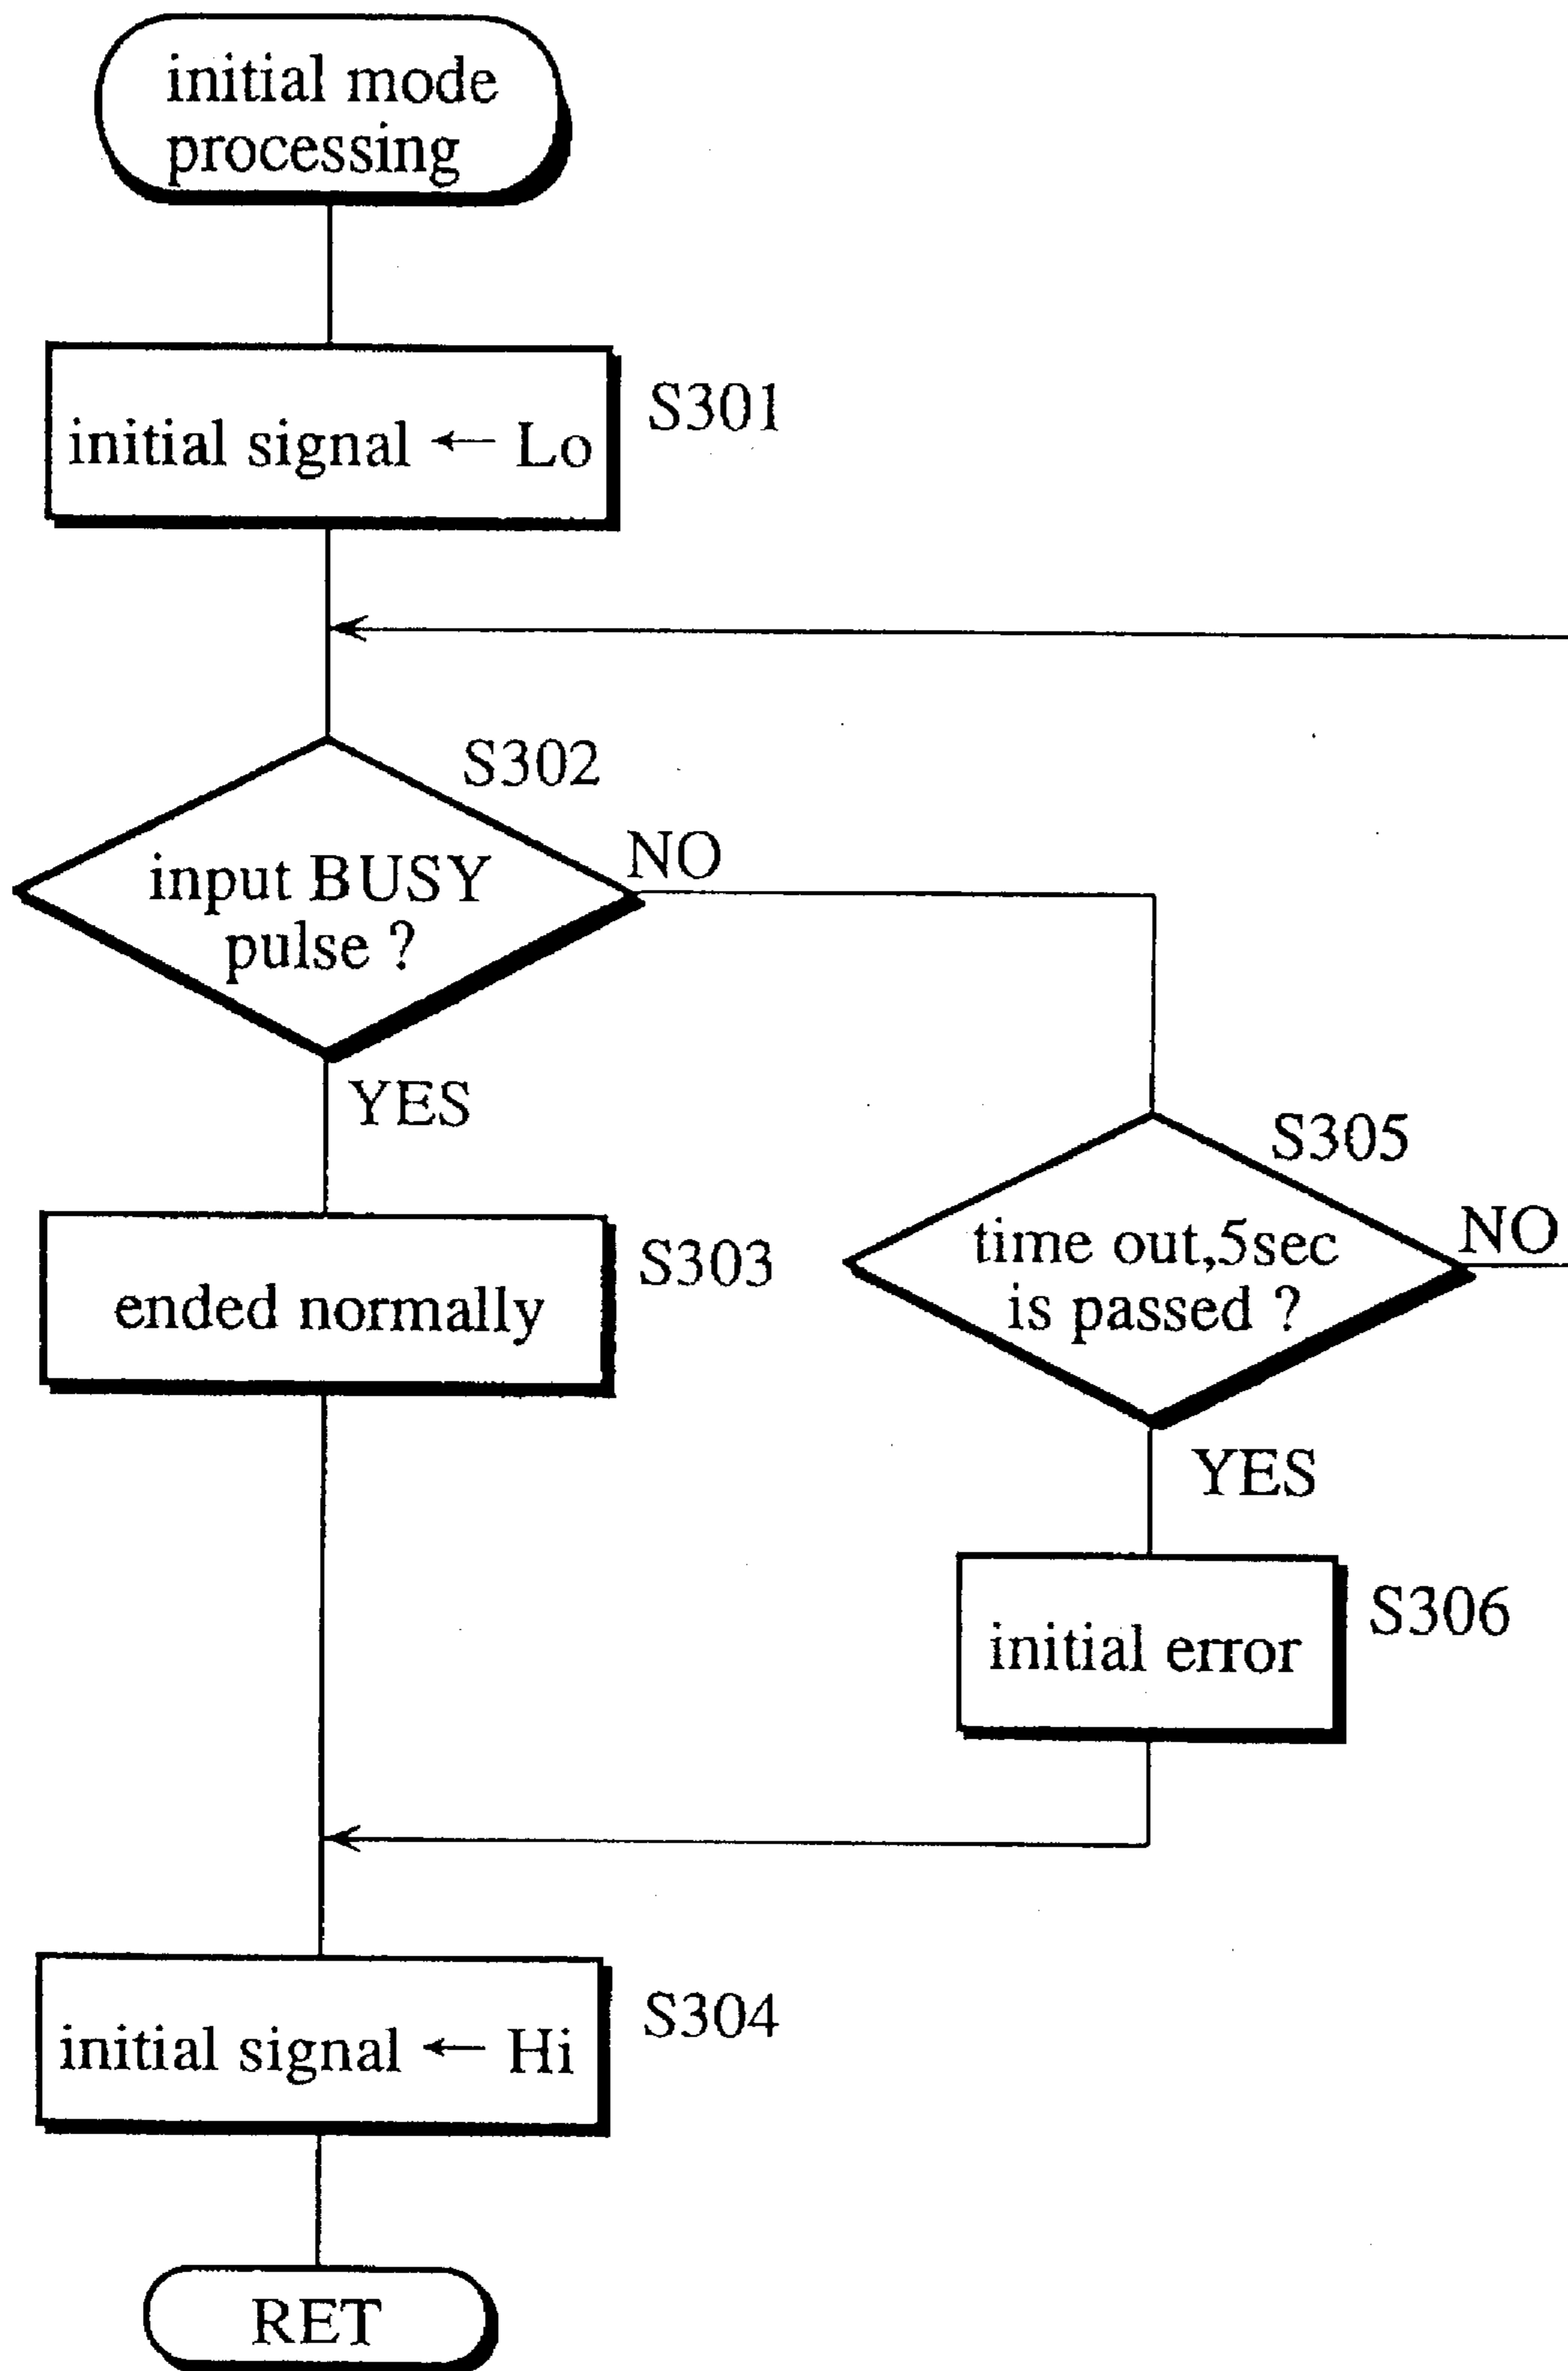 initial mode
processing
initial signal ← Lo
S301
S302
input BUSY
pulse ?
NO
YES
S303
ended normally
S305
time out,5sec
is passed ?
NO
YES
S306
initial error
S304
initial signal ← Hi
RET